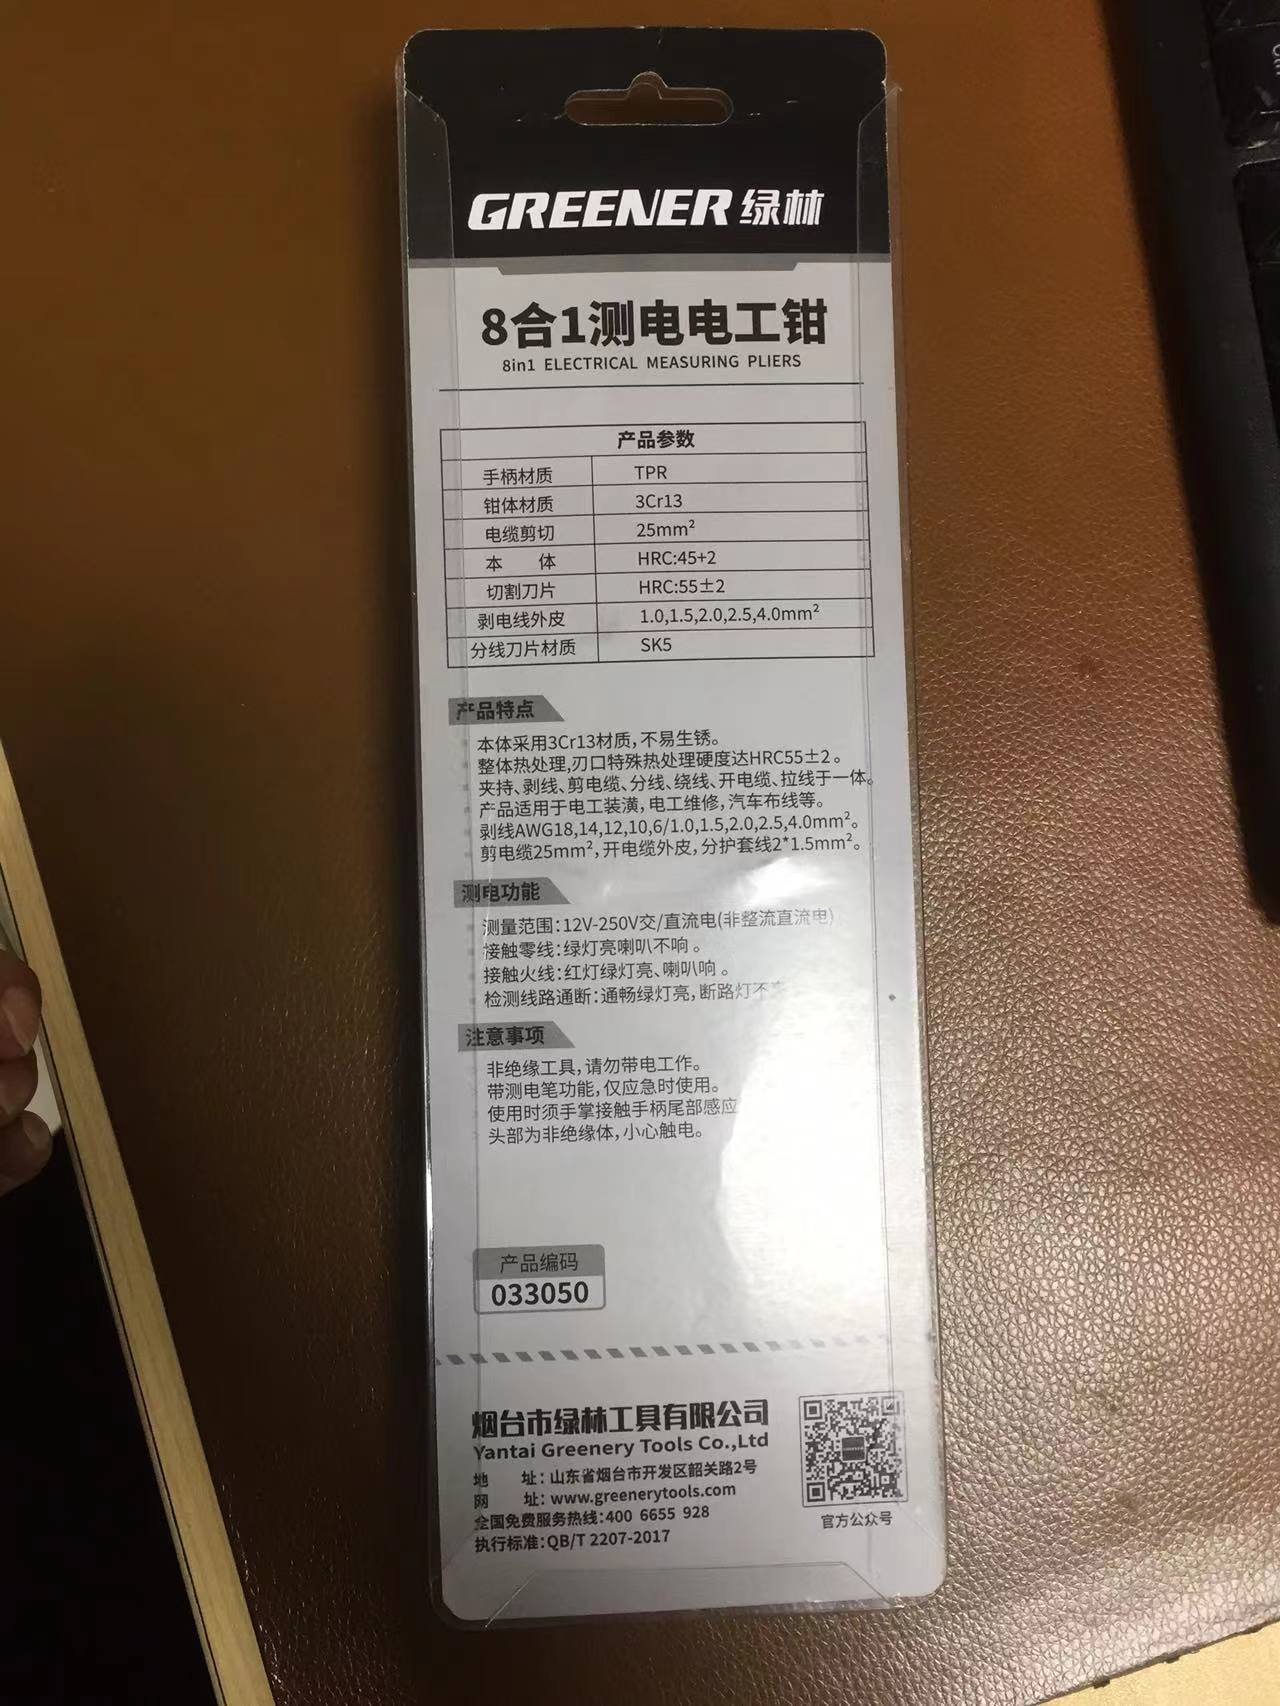 GREENER 绿林
8合1测电电工钳
8in1 ELECTRICAL MEASURING PLIERS
产品参数
手柄材质 TPR
钳体材质 3Cr13
电缆剪切 25mm²
本 体 HRC:45+2
切割刀片 HRC:55±2
剥电线外皮 1.0,1.5,2.0,2.5,4.0mm²
分线刀片材质 SK5
产品特点
本体采用3Cr13材质,不易生锈。
整体热处理,刃口特殊热处理硬度达HRC55±2。
夹持、剥线、剪电缆、分线、绕线、开电缆、拉线于一体。
产品适用于电工装潢,电工维修,汽车布线等。
剥线AWG18,14,12,10,6/1.0,1.5,2.0,2.5,4.0mm²。
剪电缆25mm²,开电缆外皮,分护套线2*1.5mm²。
测电功能
测量范围:12V-250V交/直流电(非整流直流电)
接触零线:绿灯亮喇叭不响。
接触火线:红灯绿灯亮、喇叭响。
检测线路通断:通畅绿灯亮,断路灯不
注意事项
非绝缘工具,请勿带电工作。
带测电笔功能,仅应急时使用。
使用时须手掌接触手柄尾部感应
头部为非绝缘体,小心触电。
产品编码
033050
烟台市绿林工具有限公司
Yantai Greenery Tools Co.,Ltd
地 址:山东省烟台市开发区韶关路2号
网 址:www.greenerytools.com
全国免费服务热线:400 6655 928
执行标准:QB/T 2207-2017
官方公众号